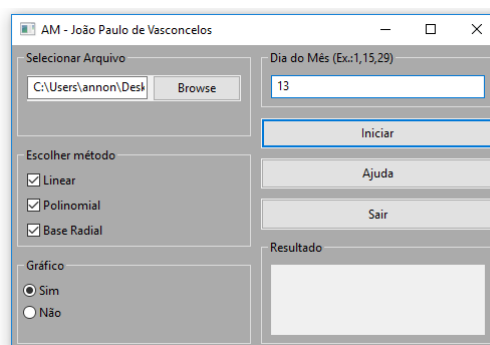 AM - João Paulo de Vasconcelos
Selecionar Arquivo
C:\Users\annon\Desk
Browse
Escolher método
Linear
Polinomial
Base Radial
Gráfico
Sim
Não
Dia do Mês (Ex.:1,15,29)
13
Iniciar
Ajuda
Sair
Resultado